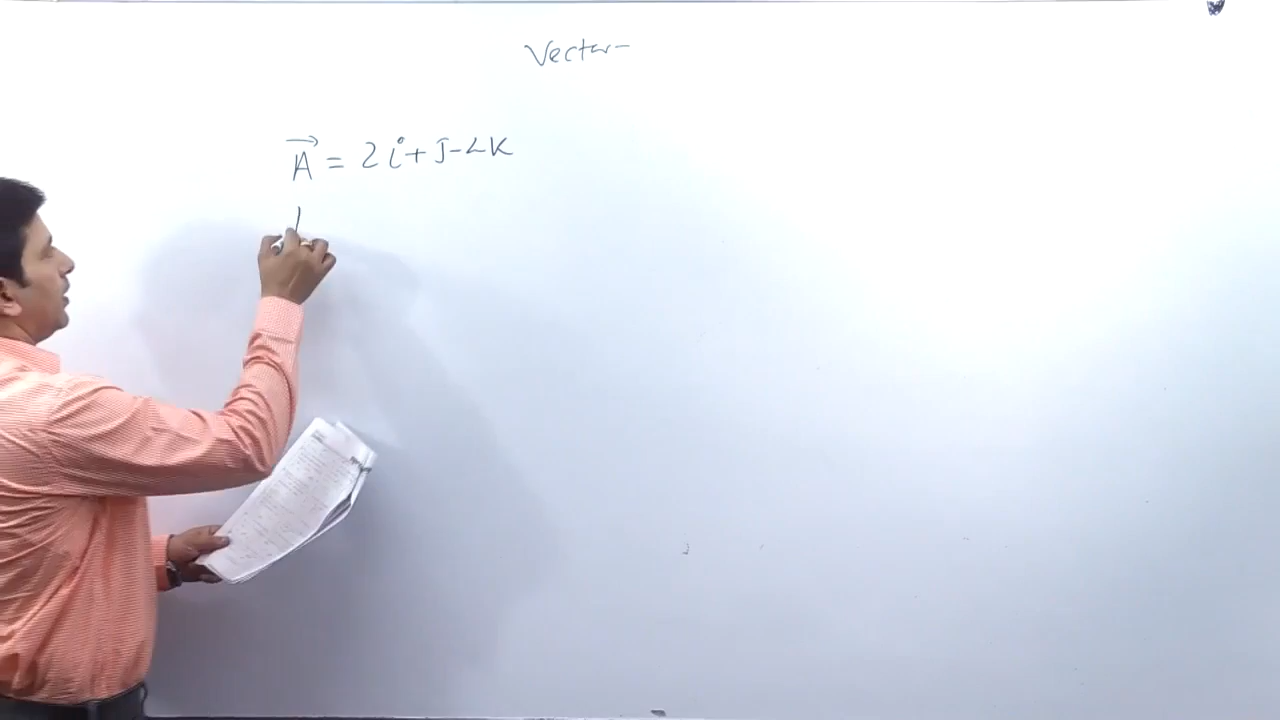 Vector-
A⃗ = 2i+j-2K